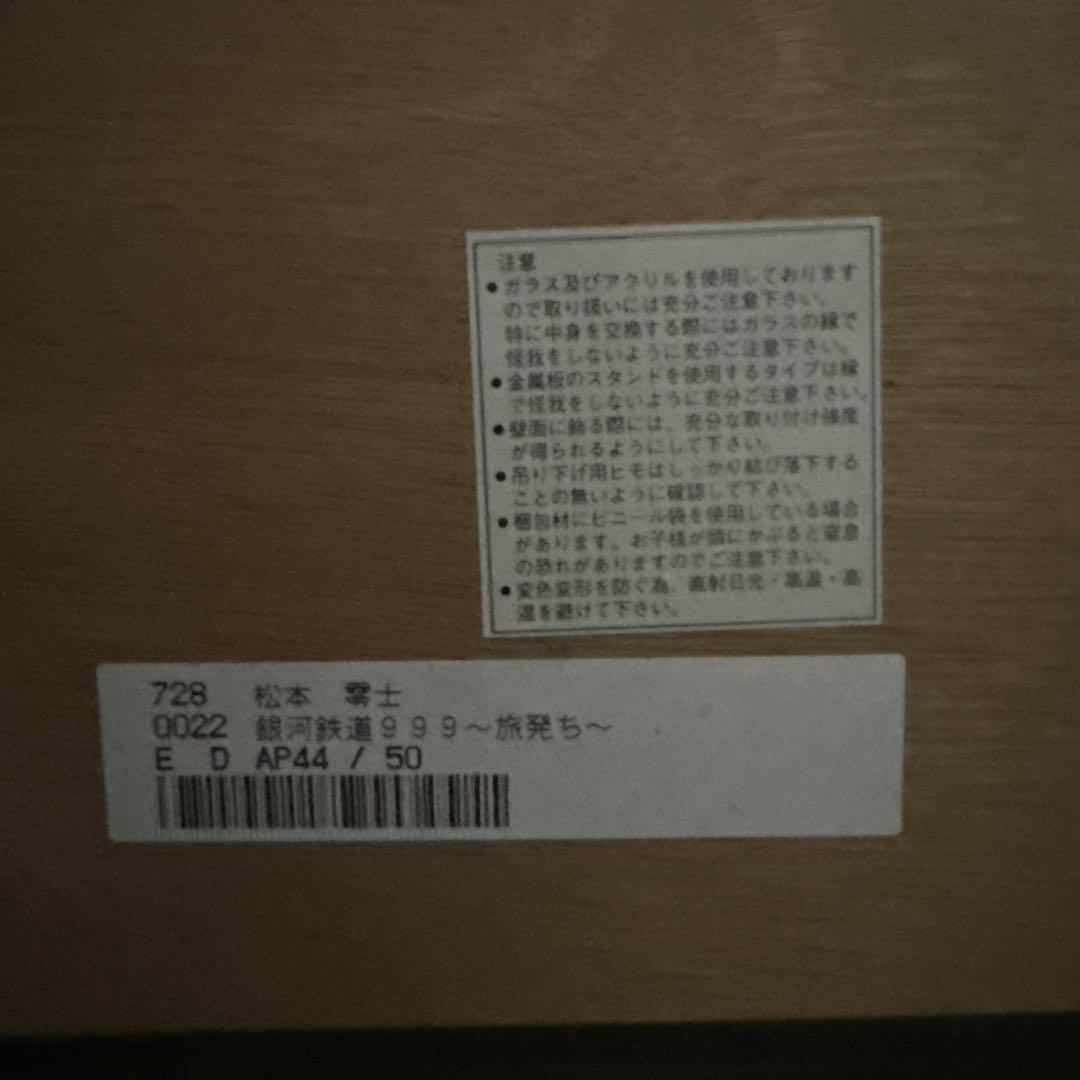 注意
●ガラス及びアクリルを使用しております
ので取り扱いには充分ご注意下さい。
特に中身を交換する際にはガラスの縁で
怪我をしないように充分ご注意下さい。
●金属板のスタンドを使用するタイプは縁
で怪我をしないように充分ご注意下さい。
●壁面に飾る際には、充分な取り付け強度
が得られるようにして下さい。
●吊り下げ用ヒモはしっかり結び落下する
ことの無いように確認して下さい。
●梱包材にビニール袋を使用している場合
があります。お子様が頭にかぶると窒息
の恐れがありますのでご注意下さい。
●変色変形を防ぐ為、直射日光・高温・高
湿を避けて下さい。
728 松本 零士
0022 銀河鉄道９９９～旅発ち～
E D AP44 / 50